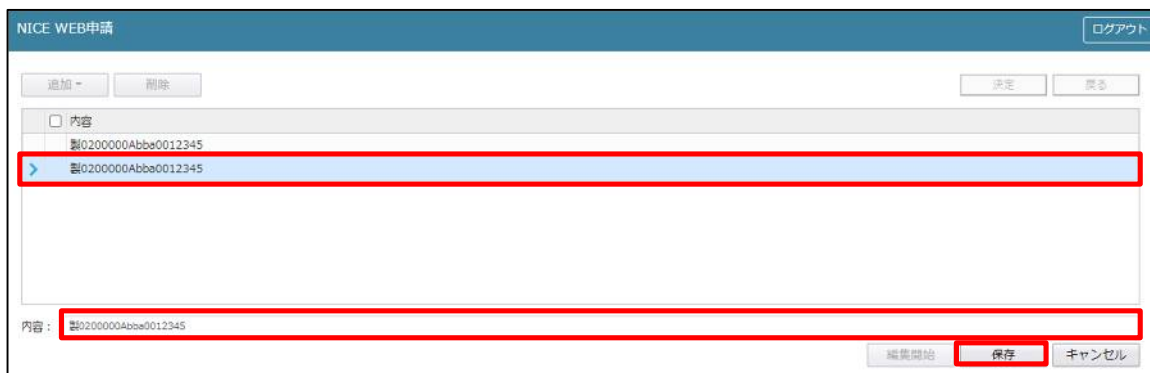 NICE WEB申請 ログアウト
追加 削除 決定 戻る
内容
製0200000Abba0012345
製0200000Abba0012345
内容： 製0200000Abba0012345
編集開始 保存 キャンセル